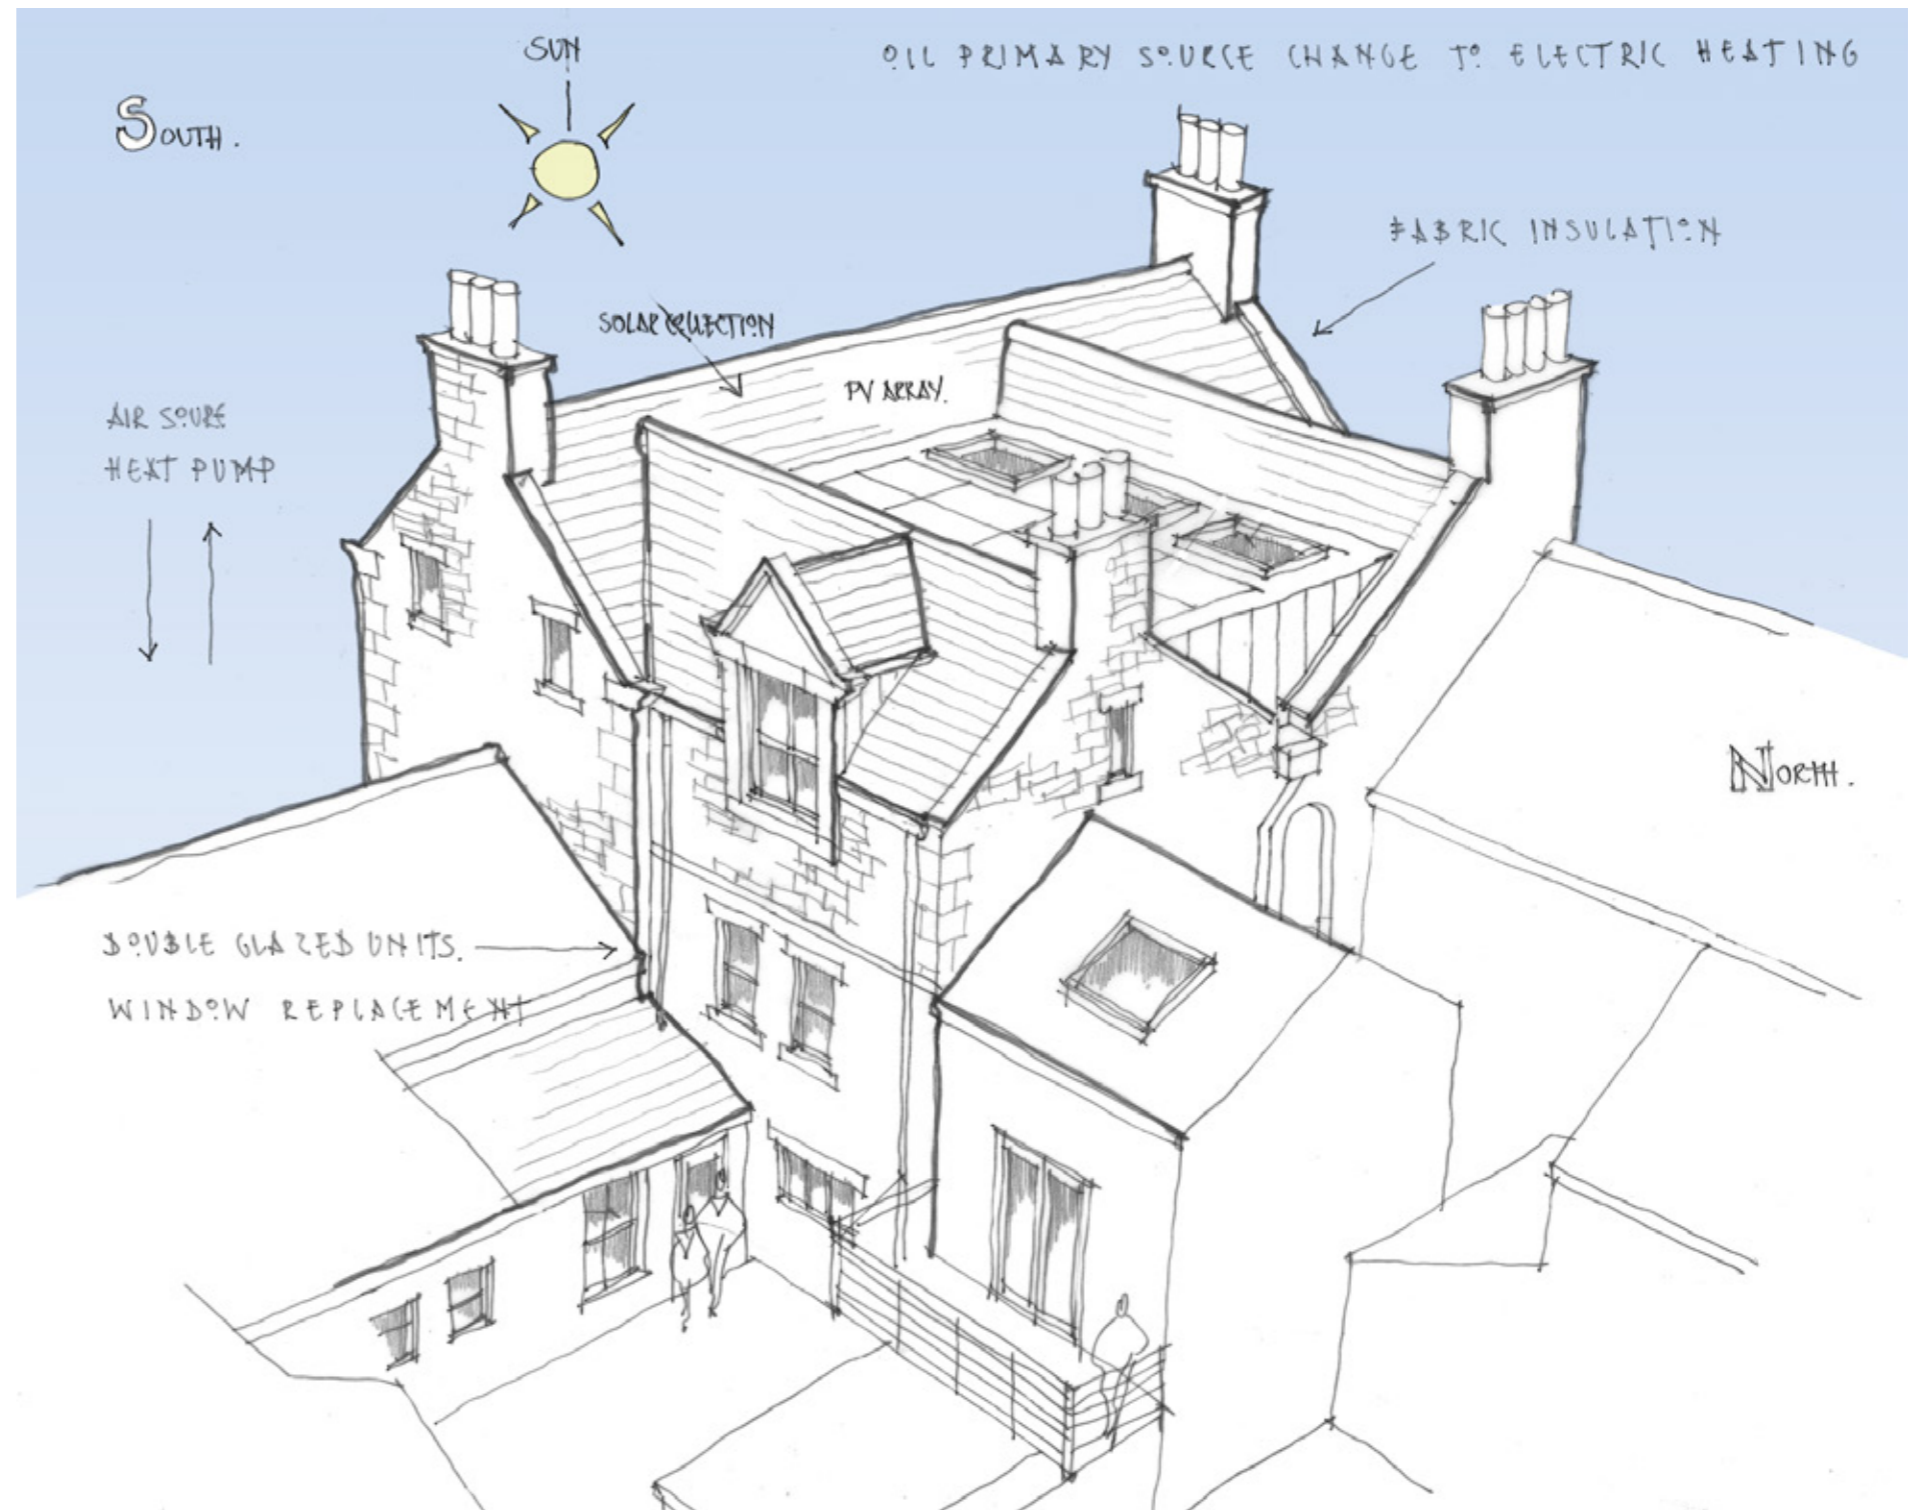 SUN
OIL PRIMARY SOURCE CHANGE TO ELECTRIC HEATING
SOUTH.
FABRIC INSULATION
SOLAR COLLECTION
PV ARRAY.
AIR SOURE
HEAT PUMP
NORTH.
DOUBLE GLAZED UNITS.
WINDOW REPLACEMENT